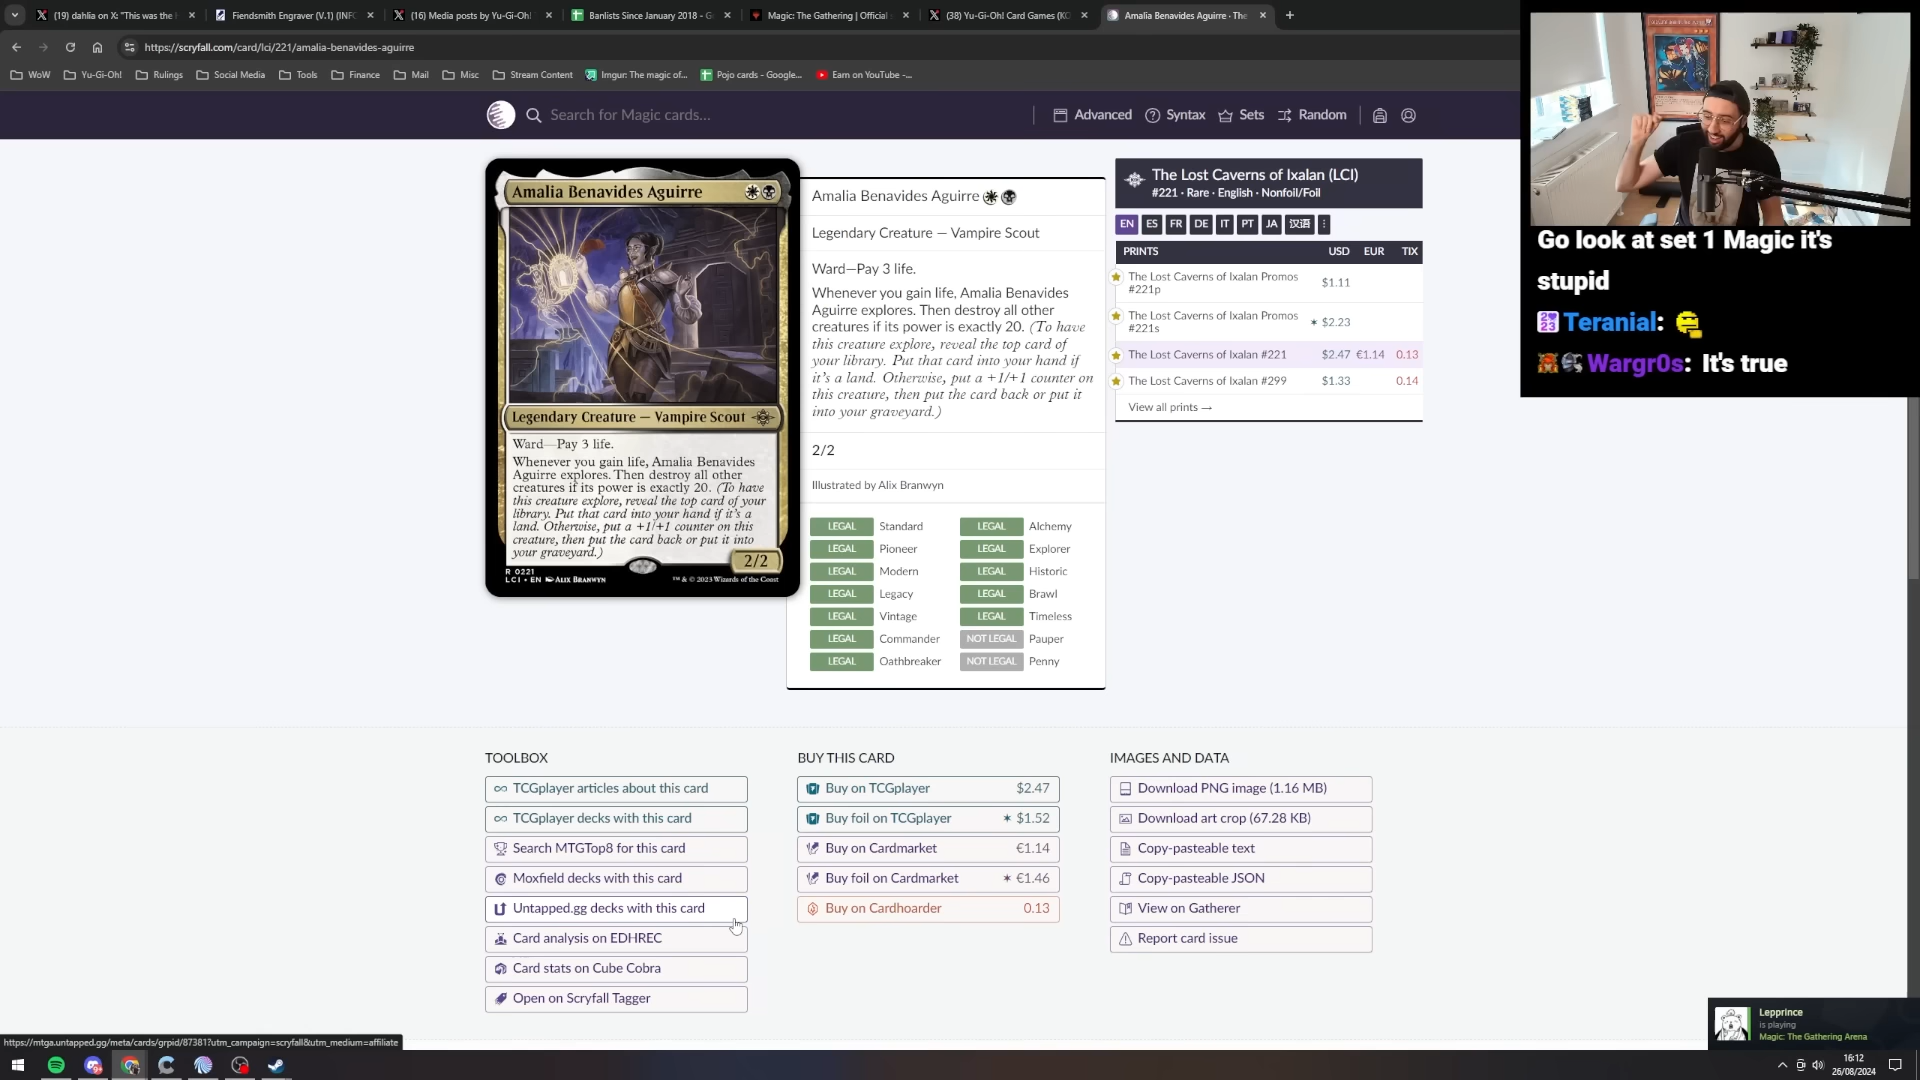 (19) dahlia on X: "This was the
Fiendsmith Engraver (V.1) (INFO
(16) Media posts by Yu-Gi-Oh!
Banlists Since January 2018 - G
Magic: The Gathering | Official
(38) Yu-Gi-Oh! Card Games (KO
Amalia Benavides Aguirre · The
https://scryfall.com/card/lci/221/amalia-benavides-aguirre
WoW
Yu-Gi-Oh!
Rulings
Social Media
Tools
Finance
Mail
Misc
Stream Content
Imgur: The magic of...
Pojo cards - Google...
Earn on YouTube -...
Search for Magic cards...
Advanced
Syntax
Sets
Random
Amalia Benavides Aguirre
Legendary Creature — Vampire Scout
Ward—Pay 3 life.
Whenever you gain life, Amalia Benavides
Aguirre explores. Then destroy all other
creatures if its power is exactly 20. (To have
this creature explore, reveal the top card of your
library. Put that card into your hand if it's a
land. Otherwise, put a +1/+1 counter on this
creature, then put the card back or put it into
your graveyard.)
2/2
R 0221
LCI • EN ALIX BRANWYN
™ & © 2023 Wizards of the Coast
Amalia Benavides Aguirre
Legendary Creature — Vampire Scout
Ward—Pay 3 life.
Whenever you gain life, Amalia Benavides
Aguirre explores. Then destroy all other
creatures if its power is exactly 20. (To have
this creature explore, reveal the top card of
your library. Put that card into your hand if
it's a land. Otherwise, put a +1/+1 counter on
this creature, then put the card back or put it
into your graveyard.)
2/2
Illustrated by Alix Branwyn
LEGAL Standard LEGAL Alchemy
LEGAL Pioneer LEGAL Explorer
LEGAL Modern LEGAL Historic
LEGAL Legacy LEGAL Brawl
LEGAL Vintage LEGAL Timeless
LEGAL Commander NOT LEGAL Pauper
LEGAL Oathbreaker NOT LEGAL Penny
The Lost Caverns of Ixalan (LCI)
#221 · Rare · English · Nonfoil/Foil
EN ES FR DE IT PT JA 汉语
PRINTS USD EUR TIX
The Lost Caverns of Ixalan Promos
#221p
$1.11
The Lost Caverns of Ixalan Promos
#221s
$2.23
The Lost Caverns of Ixalan #221 $2.47 €1.14 0.13
The Lost Caverns of Ixalan #299 $1.33 0.14
View all prints →
Go look at set 1 Magic it's
stupid
Teranial:
Wargr0s: It's true
TOOLBOX
TCGplayer articles about this card
TCGplayer decks with this card
Search MTGTop8 for this card
Moxfield decks with this card
Untapped.gg decks with this card
Card analysis on EDHREC
Card stats on Cube Cobra
Open on Scryfall Tagger
BUY THIS CARD
Buy on TCGplayer $2.47
Buy foil on TCGplayer $1.52
Buy on Cardmarket €1.14
Buy foil on Cardmarket €1.46
Buy on Cardhoarder 0.13
IMAGES AND DATA
Download PNG image (1.16 MB)
Download art crop (67.28 KB)
Copy-pasteable text
Copy-pasteable JSON
View on Gatherer
Report card issue
Lepprince
is playing
Magic: The Gathering Arena
https://mtga.untapped.gg/meta/cards/grpid/87381?utm_campaign=scryfall&utm_medium=affiliate
16:12
26/08/2024